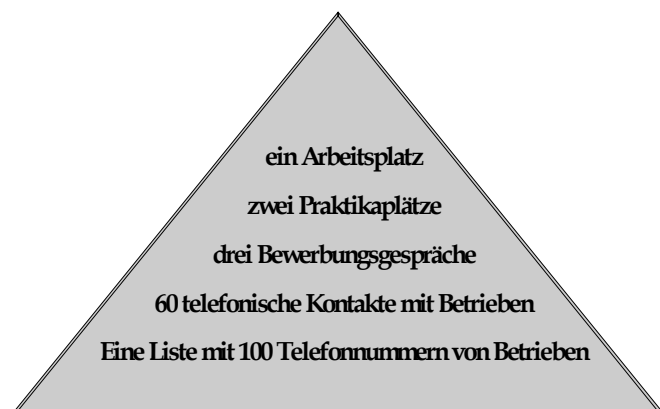 ein Arbeitsplatz
zwei Praktikaplätze
drei Bewerbungsgespräche
60 telefonische Kontakte mit Betrieben
Eine Liste mit 100 Telefonnummern von Betrieben